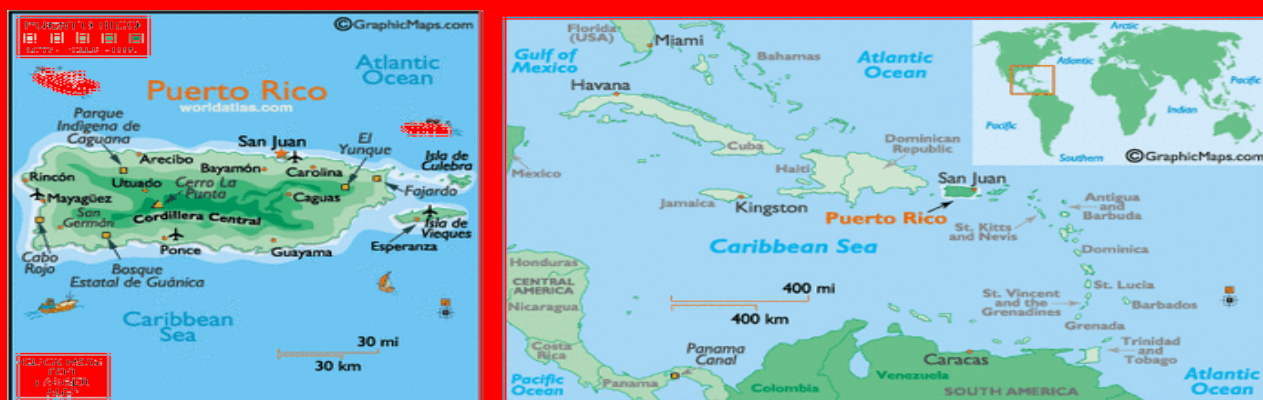 ©GraphicMaps.com
Atlantic
Ocean
Puerto Rico
worldatlas.com
Parque
Indigena de
Caguana
San Juan
El
Yunque
Arecibo
Bayamón
Carolina
Isla de
Culebra
Rincón
Utuado
Cerro La
Punta
Fajardo
Mayagüez
Caguas
San
Germán
Cordillera Central
Isla de
Vieques
Ponce
Guayama
Esperanza
Cabo
Rojo
Bosque
Estatal de Guánica
Caribbean
Sea
30 mi
30 km
Florida
(USA)
Miami
Gulf of
Mexico
Bahamas
Atlantic
Ocean
Havana
Cuba
Dominican
Republic
Mexico
Haiti
San Juan
Jamaica
Kingston
Puerto Rico
Antigua
and
Barbuda
St. Kitts
and Nevis
Caribbean Sea
Dominica
Honduras
CENTRAL
AMERICA
Nicaragua
400 mi
400 km
St. Lucia
St. Vincent
and the
Grenadines
Barbados
Grenada
Costa
Rica
Panama
Canal
Caracas
Trinidad
and
Tobago
Pacific
Ocean
Panama
Colombia
Venezuela
SOUTH AMERICA
Atlantic
Ocean
Arctic
Atlantic
Pacific
Indian
Pacific
Southern
©GraphicMaps.com